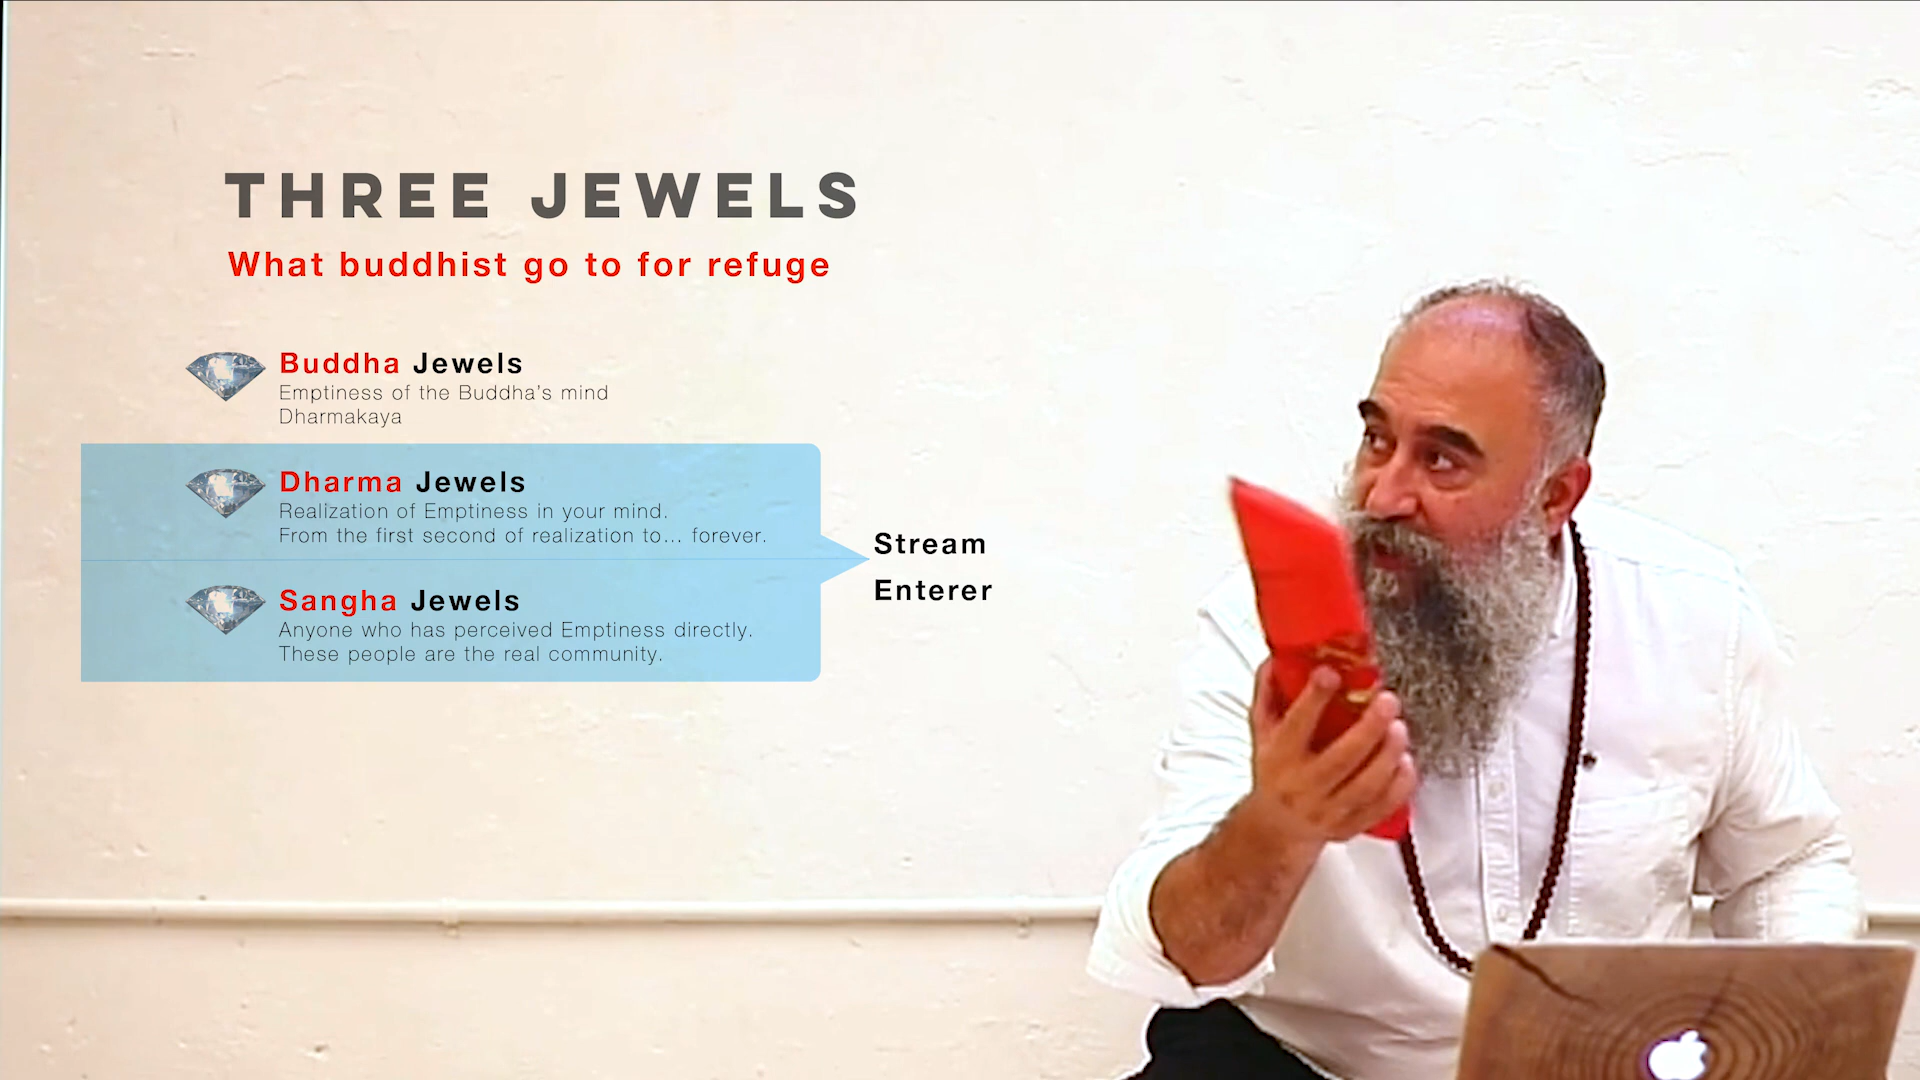 THREE JEWELS
What buddhist go to for refuge
Buddha Jewels
Emptiness of the Buddha's mind
Dharmakaya
Dharma Jewels
Realization of Emptiness in your mind.
From the first second of realization to... forever.
Sangha Jewels
Anyone who has perceived Emptiness directly.
These people are the real community.
Stream
Enterer